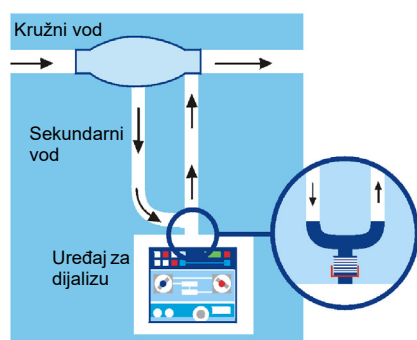 Kružni vod
Sekundarni
vod
Uređaj za
dijalizu